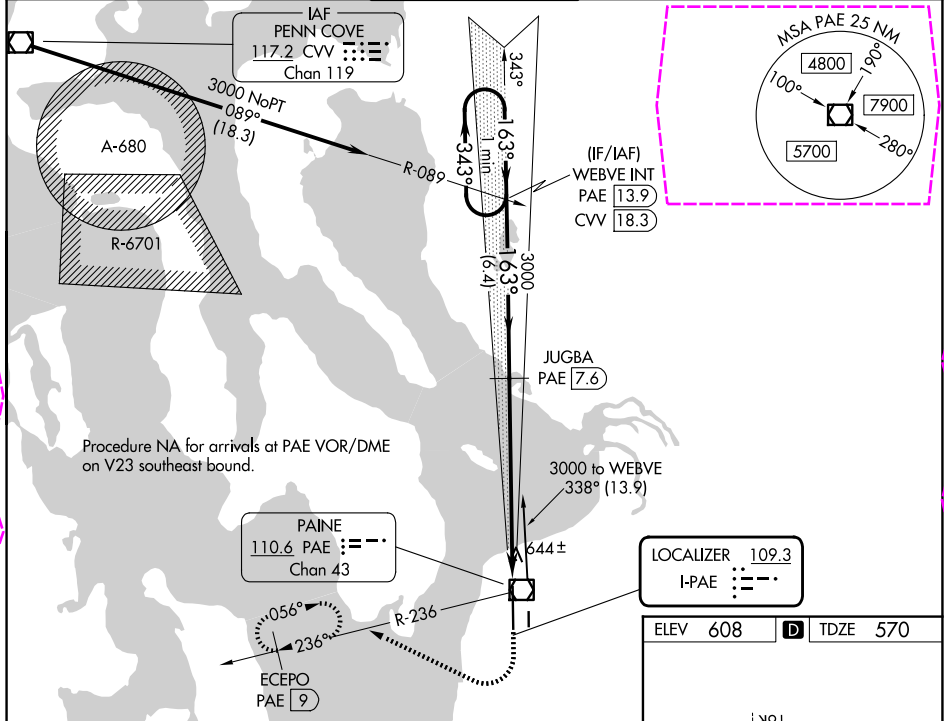 IAF
PENN COVE
117.2 CVV
Chan 119
3000 NoPT
089°
(18.3)
A-680
R-6701
R-089
343°
1 min
163°
343°
163°
(6.4)
3000
(IF/IAF)
WEBVE INT
PAE 13.9
CVV 18.3
MSA PAE 25 NM
4800
190°
100°
7900
5700
280°
JUGBA
PAE 7.6
Procedure NA for arrivals at PAE VOR/DME
on V23 southeast bound.
3000 to WEBVE
338° (13.9)
PAINE
110.6 PAE
Chan 43
644±
LOCALIZER 109.3
I-PAE
R-236
056°
236°
ECEPO
PAE 9
ELEV 608 D TDZE 570